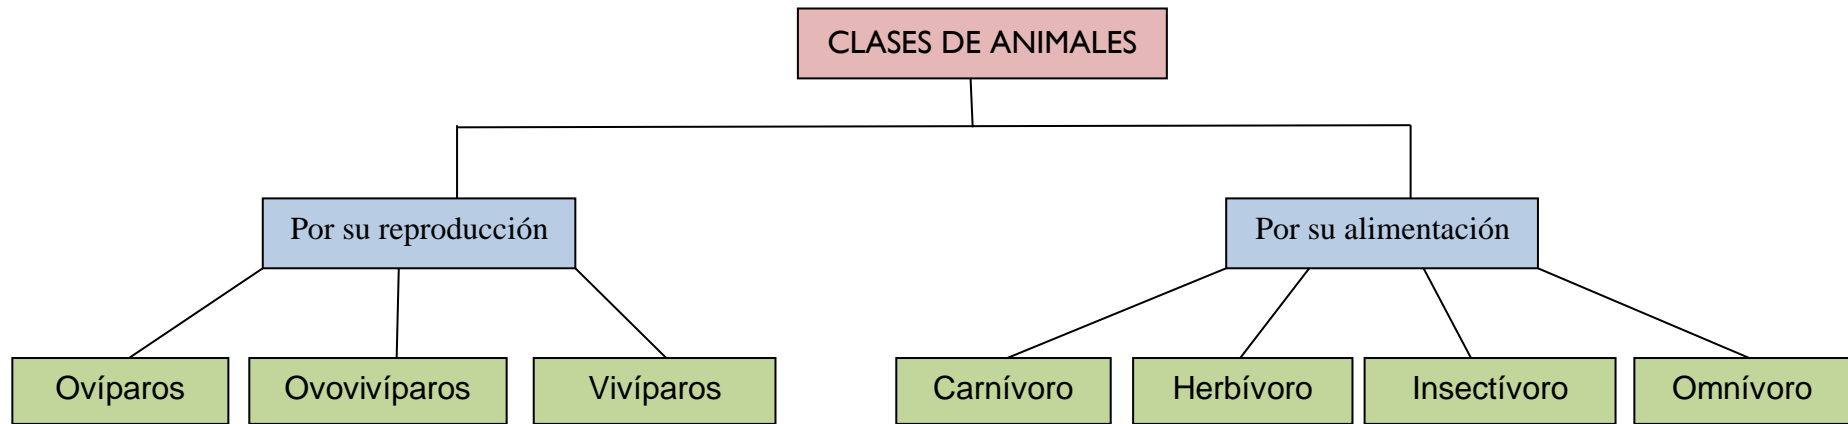 CLASES DE ANIMALES
Por su reproducción
Por su alimentación
Ovíparos
Ovovivíparos
Vivíparos
Carnívoro
Herbívoro
Insectívoro
Omnívoro